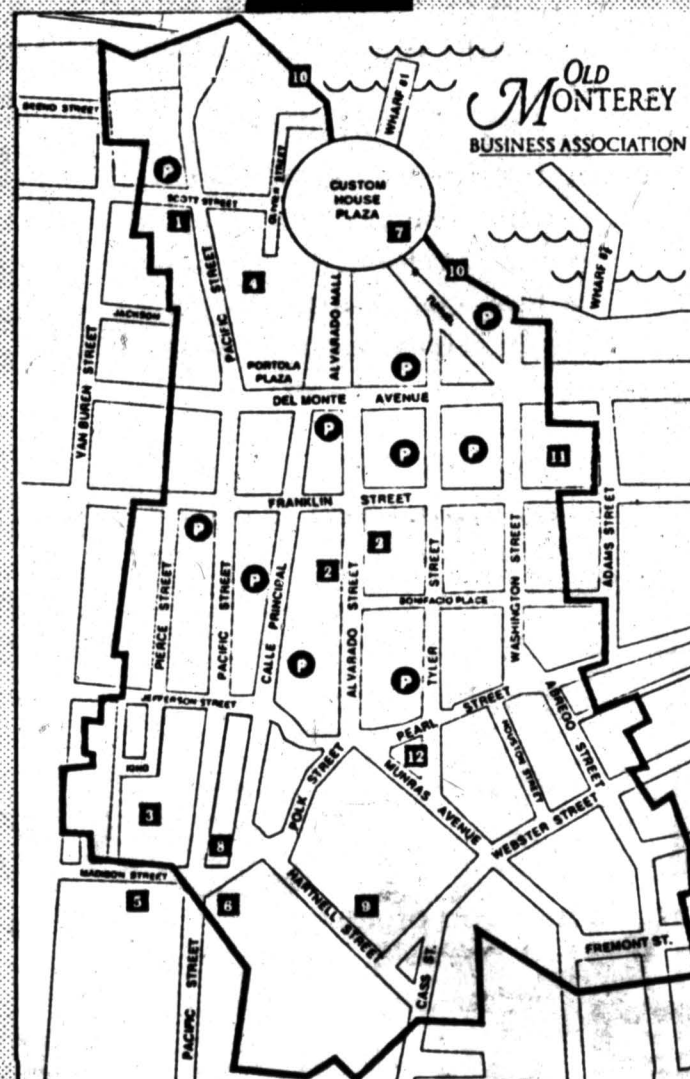 OLD
MONTEREY
BUSINESS ASSOCIATION
10
WHARF #1
STREET
P
SCOTT STREET
OLIVIER STREET
CUSTOM
HOUSE
PLAZA
1
7
10
WHARF #2
4
PACIFIC STREET
TUNNEL
P
JACKSON
VAN BUREN STREET
ALVARADO MALL
PORTOLA
PLAZA
P
DEL MONTE AVENUE
P
P
P
11
FRANKLIN STREET
P
2
2
P
PIERCE STREET
PACIFIC STREET
CALLE PRINCIPAL
ALVARADO STREET
TYLER STREET
WASHINGTON STREET
ADAMS STREET
BONIFACIO PLACE
P
P
JEFFERSON STREET
PEARL STREET
ABREGO STREET
HOUSTON STREET
12
KING
POLK STREET
MUNRAS AVENUE
WEBSTER STREET
3
8
MADISON STREET
5
6
9
HARTNELL STREET
CASS ST.
FREMONT ST.
PACIFIC STREET